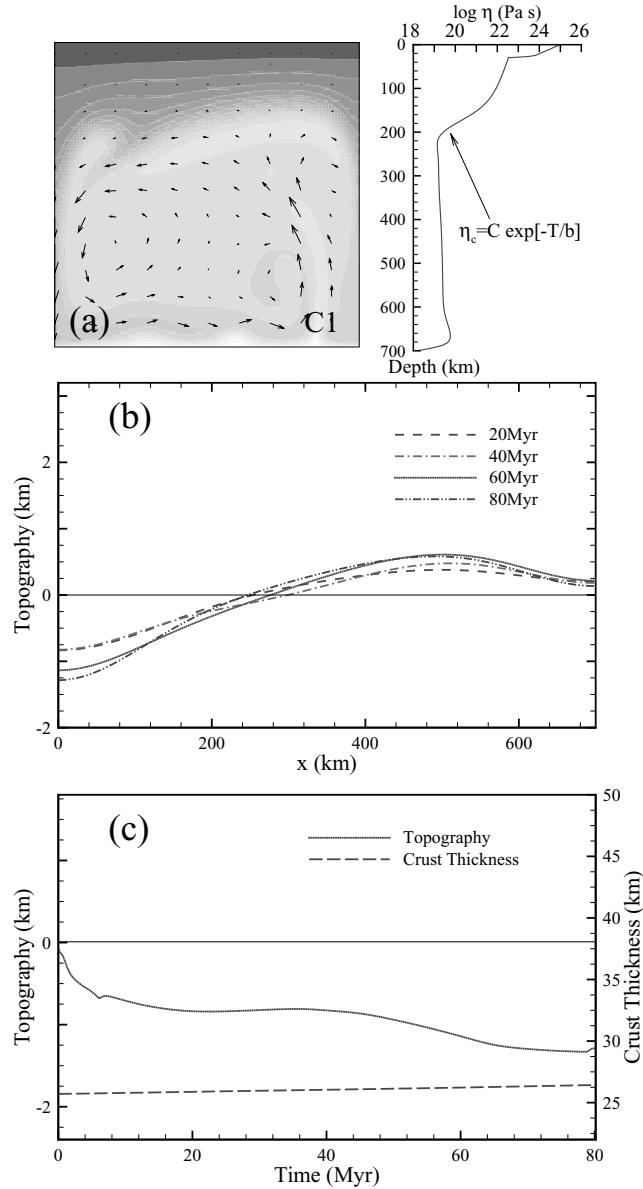 log η (Pa s)
18 20 22 24 26
0
100
200
300
400
500
600
700
Depth (km)
η_c=C exp[-T/b]
(a)
C1
(b)
20Myr
40Myr
60Myr
80Myr
Topography (km)
2
0
-2
0 200 400 600
x (km)
(c)
Topography
Crust Thickness
Topography (km)
0
-2
50
45
40
35
30
25
Crust Thickness (km)
0 20 40 60 80
Time (Myr)